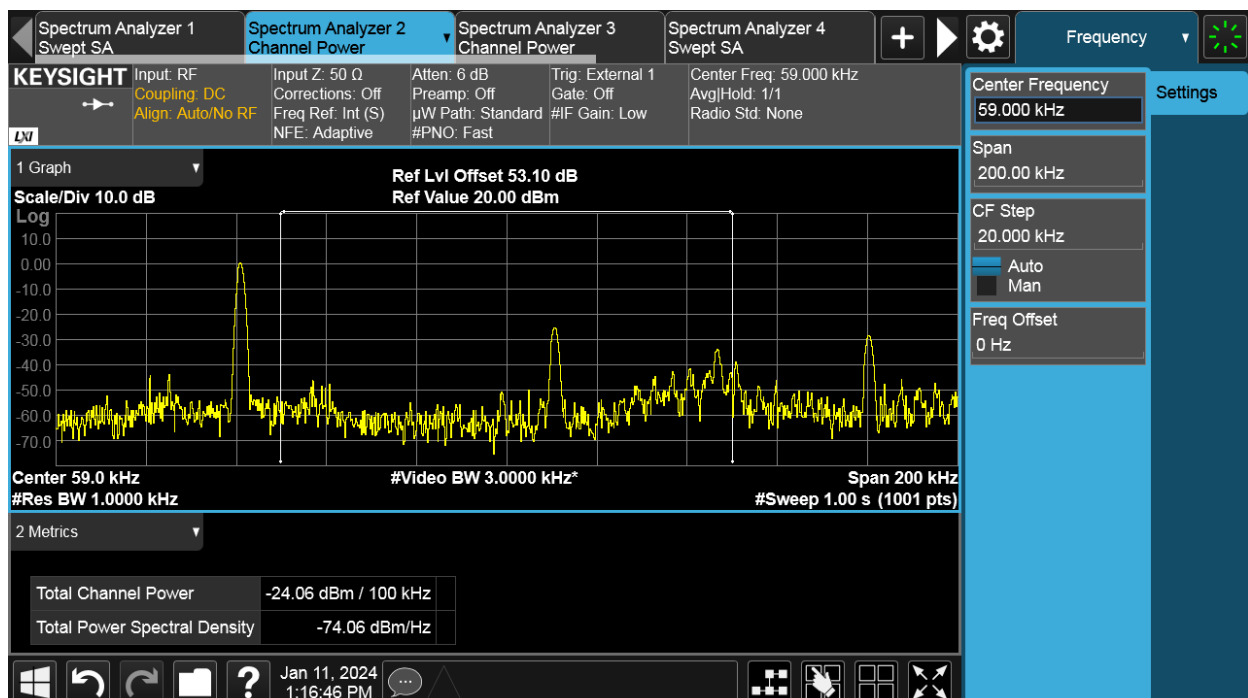 Spectrum Analyzer 1
Swept SA
Spectrum Analyzer 2
Channel Power
Spectrum Analyzer 3
Channel Power
Spectrum Analyzer 4
Swept SA
Frequency
KEYSIGHT
LXI
Input: RF
Coupling: DC
Align: Auto/No RF
Input Z: 50 Ω
Corrections: Off
Freq Ref: Int (S)
NFE: Adaptive
Atten: 6 dB
Preamp: Off
µW Path: Standard
#PNO: Fast
Trig: External 1
Gate: Off
#IF Gain: Low
Center Freq: 59.000 kHz
Avg|Hold: 1/1
Radio Std: None
Center Frequency
59.000 kHz
Settings
Span
200.00 kHz
CF Step
20.000 kHz
Auto
Man
Freq Offset
0 Hz
1 Graph
Scale/Div 10.0 dB
Ref Lvl Offset 53.10 dB
Ref Value 20.00 dBm
Log
10.0
0.00
-10.0
-20.0
-30.0
-40.0
-50.0
-60.0
-70.0
Center 59.0 kHz
#Video BW 3.0000 kHz*
Span 200 kHz
#Res BW 1.0000 kHz
#Sweep 1.00 s (1001 pts)
2 Metrics
Total Channel Power -24.06 dBm / 100 kHz
Total Power Spectral Density -74.06 dBm/Hz
?
Jan 11, 2024
1:16:46 PM